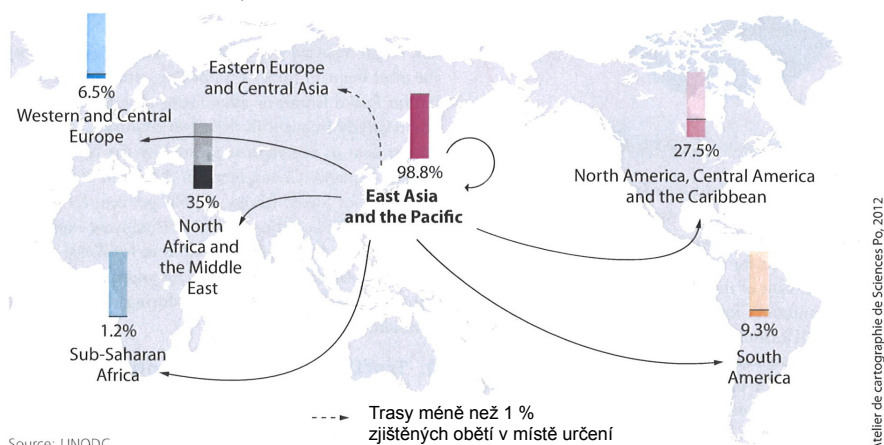 6.5%
Western and Central
Europe
Eastern Europe
and Central Asia
35%
North
Africa and
the Middle
East
98.8%
East Asia
and the Pacific
27.5%
North America, Central America
and the Caribbean
1.2%
Sub-Saharan
Africa
9.3%
South
America
Trasy méně než 1 %
zjištěných obětí v místě určení
Source: UNODC
Atelier de cartographie de Sciences Po, 2012